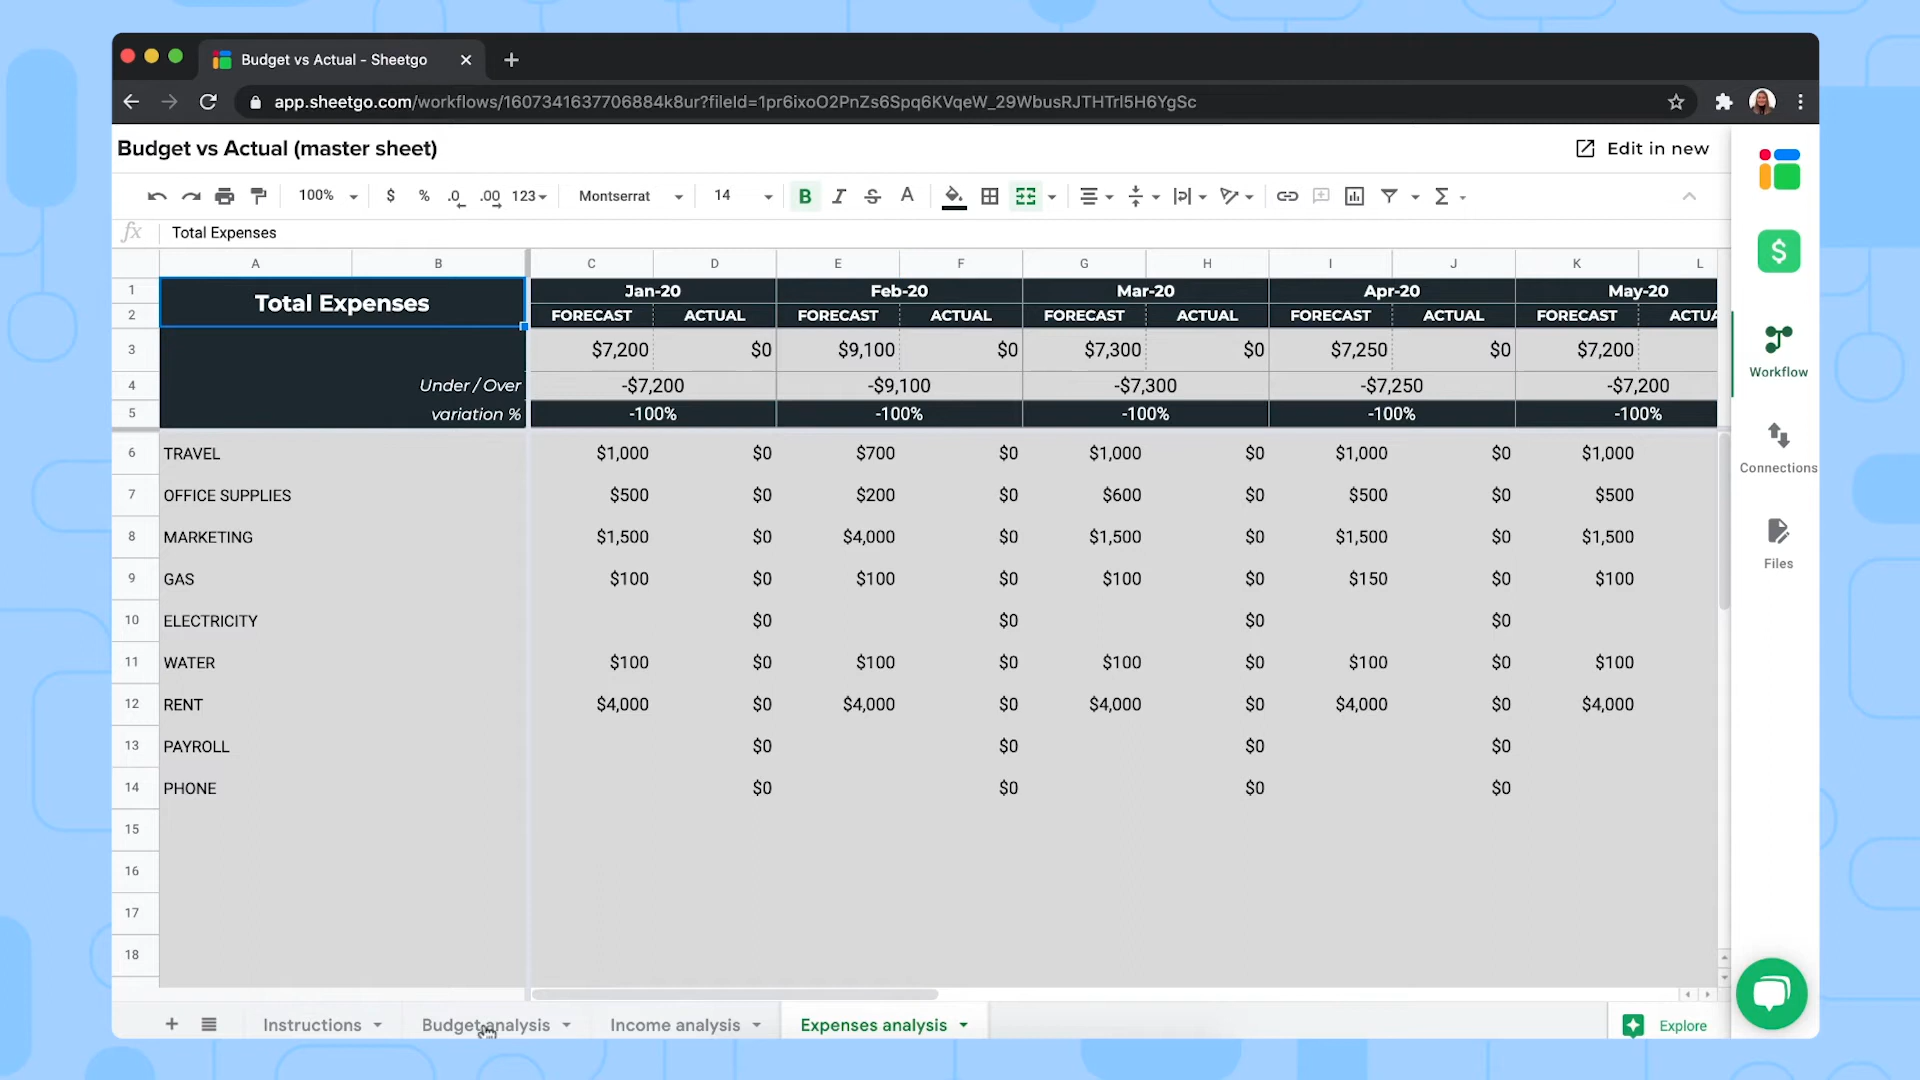 Budget vs Actual - Sheetgo
app.sheetgo.com/workflows/1607341637706884k8ur?fileId=1pr6ixoO2PnZs6Spq6KVqeW_29WbusRJTHTrI5H6YgSc
Budget vs Actual (master sheet) Edit in new
100% $ % .0 .00 123 Montserrat 14 B I S A
fx Total Expenses
A B C D E F G H I J K L
1 Total Expenses Jan-20 Feb-20 Mar-20 Apr-20 May-20
2 FORECAST ACTUAL FORECAST ACTUAL FORECAST ACTUAL FORECAST ACTUAL FORECAST ACTUA
3 $7,200 $0 $9,100 $0 $7,300 $0 $7,250 $0 $7,200
4 Under / Over -$7,200 -$9,100 -$7,300 -$7,250 -$7,200
5 variation % -100% -100% -100% -100% -100%
6 TRAVEL $1,000 $0 $700 $0 $1,000 $0 $1,000 $0 $1,000
7 OFFICE SUPPLIES $500 $0 $200 $0 $600 $0 $500 $0 $500
8 MARKETING $1,500 $0 $4,000 $0 $1,500 $0 $1,500 $0 $1,500
9 GAS $100 $0 $100 $0 $100 $0 $150 $0 $100
10 ELECTRICITY $0 $0 $0 $0
11 WATER $100 $0 $100 $0 $100 $0 $100 $0 $100
12 RENT $4,000 $0 $4,000 $0 $4,000 $0 $4,000 $0 $4,000
13 PAYROLL $0 $0 $0 $0
14 PHONE $0 $0 $0 $0
15
16
17
18
Instructions Budget analysis Income analysis Expenses analysis Explore
$
Workflow
Connections
Files